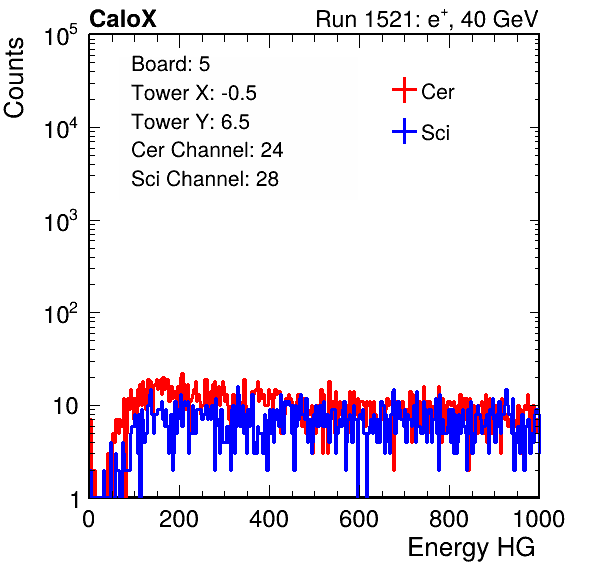 CaloX Run 1521: e⁺, 40 GeV
Board: 5
Tower X: -0.5
Tower Y: 6.5
Cer Channel: 24
Sci Channel: 28
Cer
Sci
Counts
10⁵
10⁴
10³
10²
10
1
0 200 400 600 800 1000
Energy HG